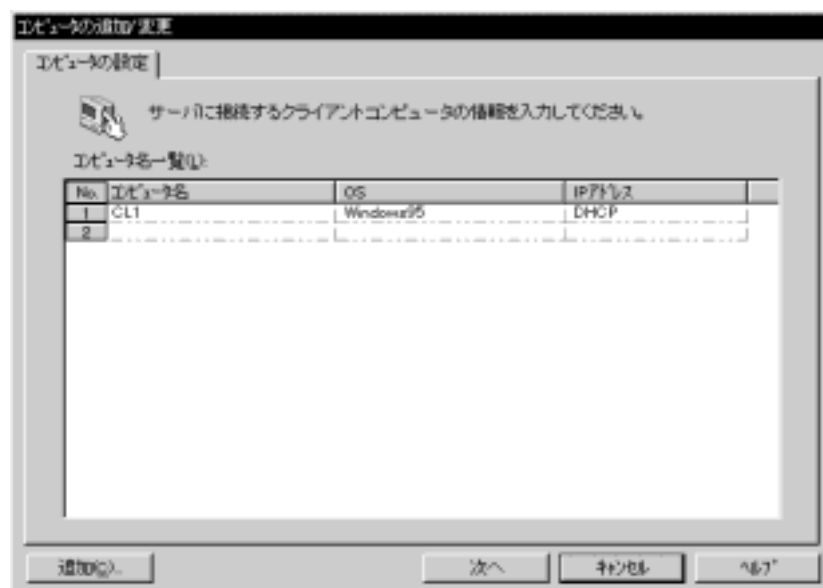 コンピュータの追加/変更
コンピュータの設定
サーバに接続するクライアントコンピュータの情報を入力してください。
コンピュータ名一覧(L):
No. コンピュータ名 OS IPアドレス
1 CL1 Windows95 DHCP
2
追加(C)... 次へ キャンセル ヘルプ